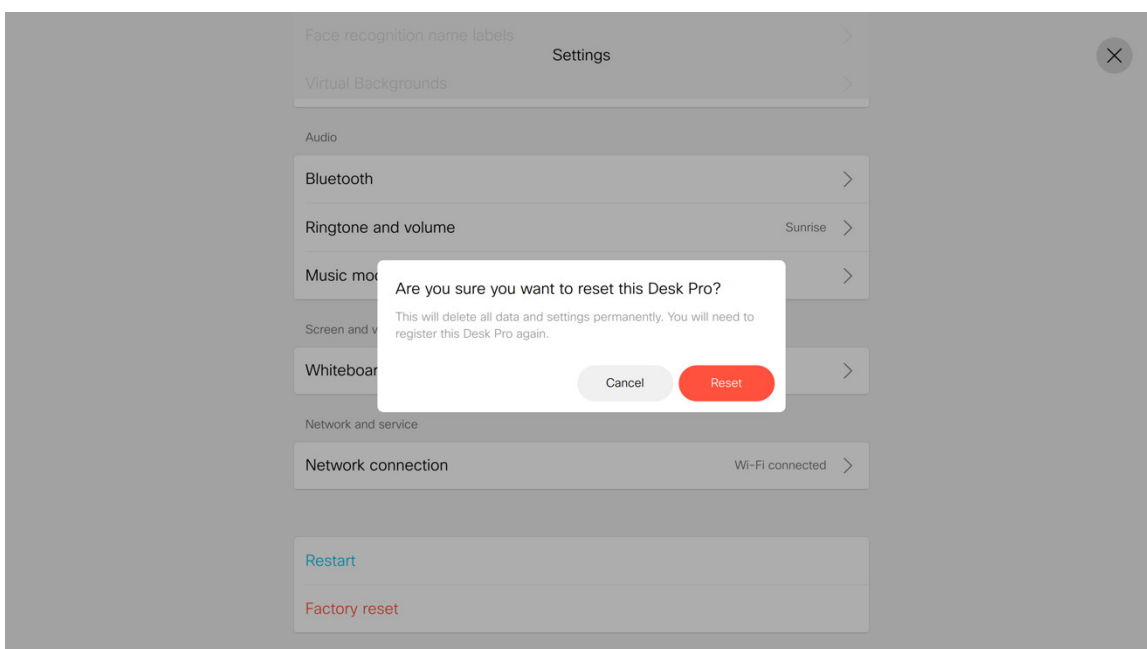 Face recognition name labels
Settings
Virtual Backgrounds
Audio
Bluetooth
Ringtone and volume Sunrise
Music mo
Are you sure you want to reset this Desk Pro?
This will delete all data and settings permanently. You will need to
register this Desk Pro again.
Screen and
Whiteboar
Cancel Reset
Network and service
Network connection Wi-Fi connected
Restart
Factory reset